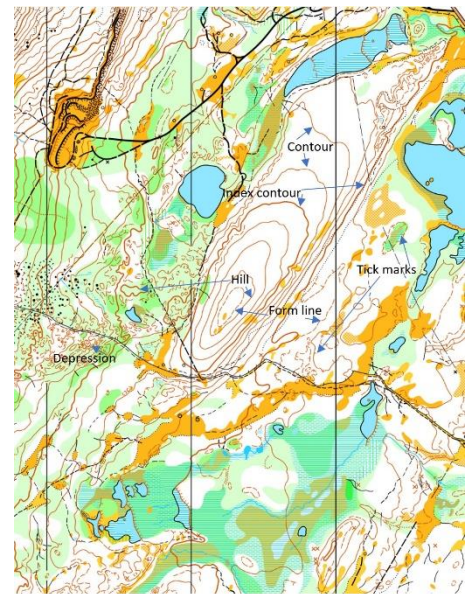 Contour
Index contour
Hill
Tick marks
Form line
Depression